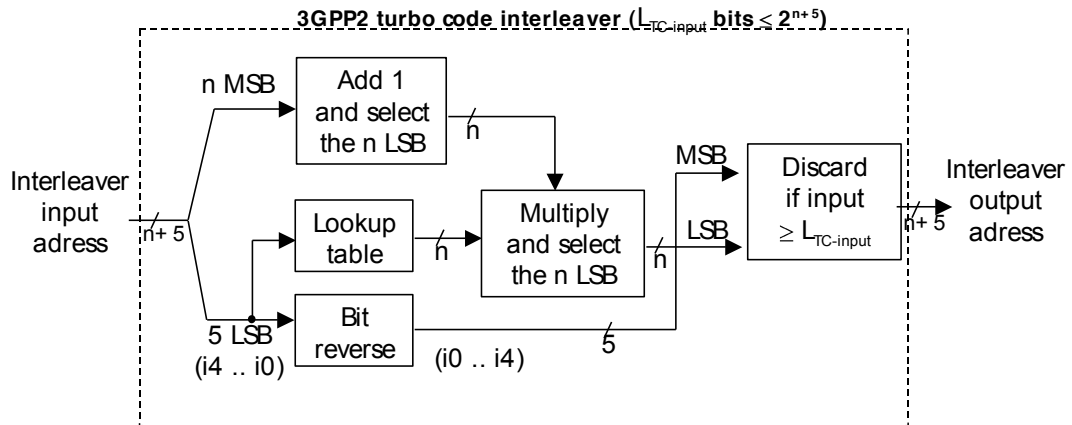 3GPP2 turbo code interleaver (L_TC-input bits ≤ 2^n+5)
n MSB
Add 1
and select
the n LSB
n
Interleaver
input
adress
n+5
Lookup
table
n
Multiply
and select
the n LSB
n
MSB
LSB
Discard
if input
≥ L_TC-input
n+5
Interleaver
output
adress
5 LSB
(i4 .. i0)
Bit
reverse
(i0 .. i4)
5